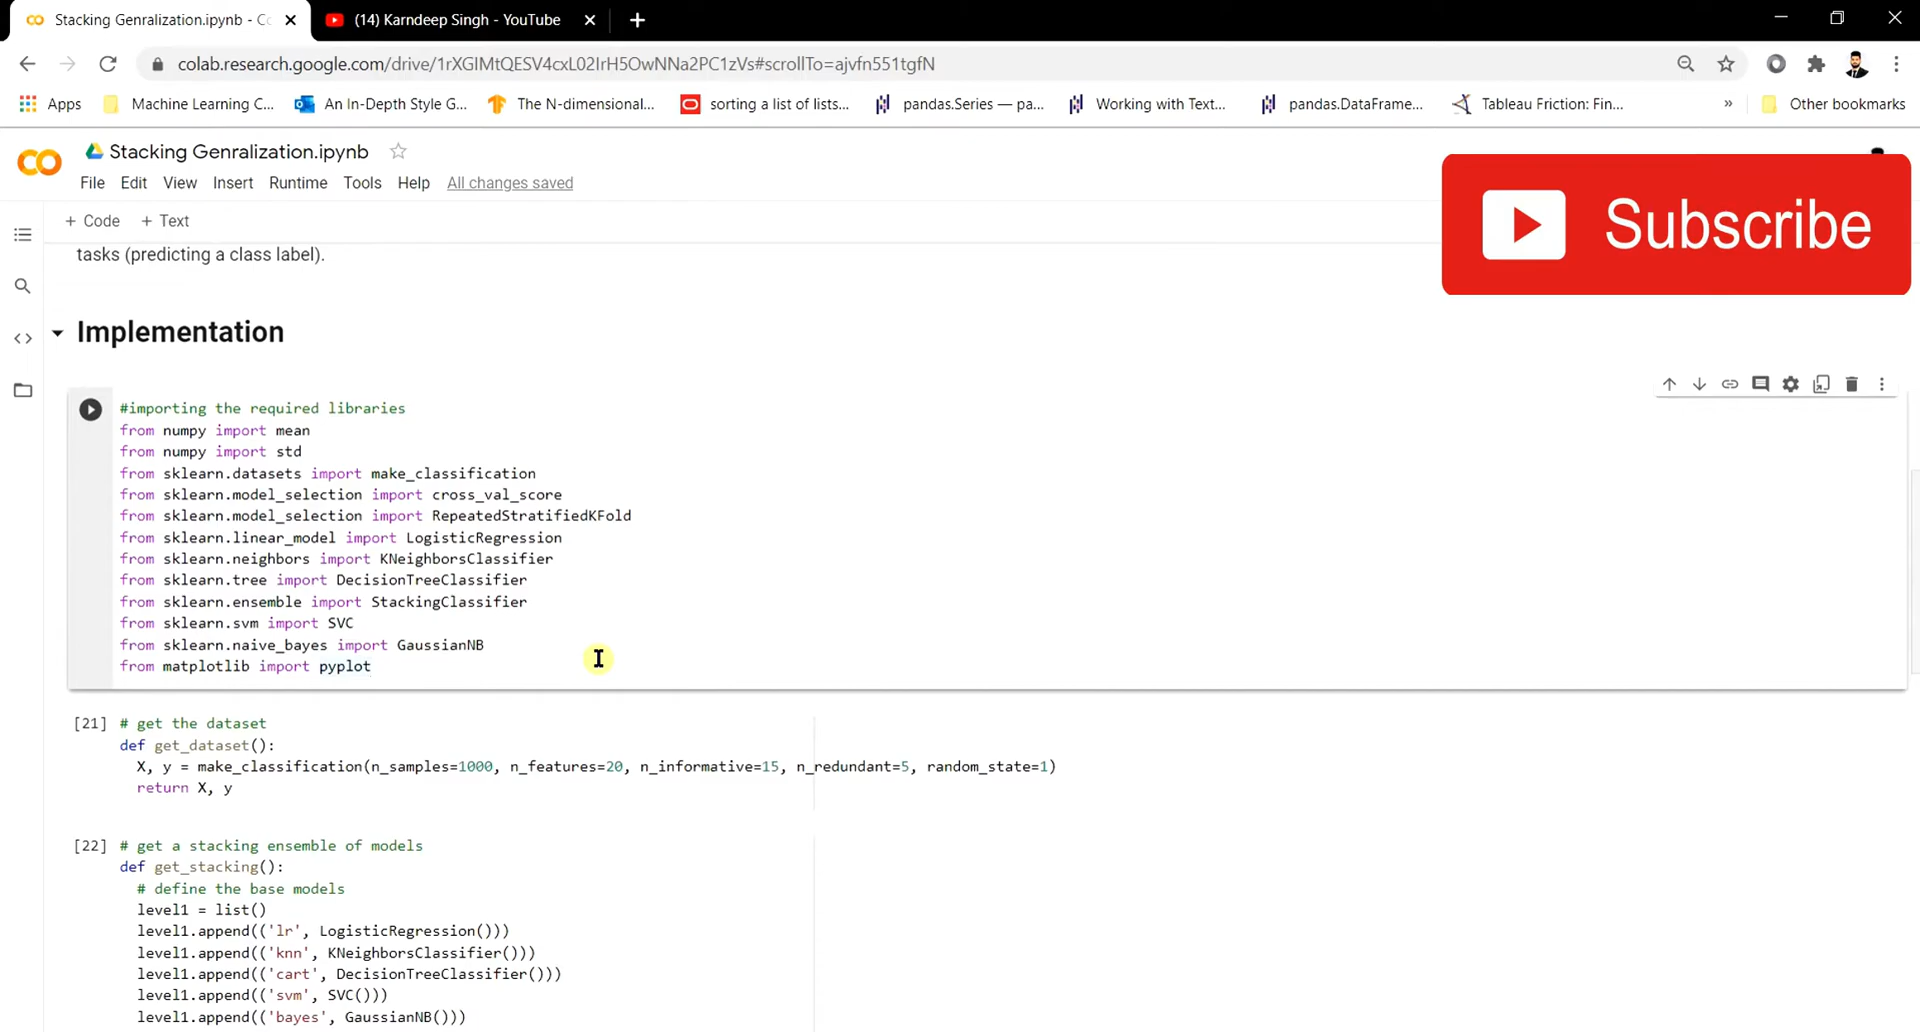 Stacking Genralization.ipynb - Co
(14) Karndeep Singh - YouTube
colab.research.google.com/drive/1rXGIMtQESV4cxL02IrH5OwNNa2PC1zVs#scrollTo=ajvfn551tgfN
Apps
Machine Learning C...
An In-Depth Style G...
The N-dimensional...
sorting a list of lists...
pandas.Series — pa...
Working with Text...
pandas.DataFrame...
Tableau Friction: Fin...
»
Other bookmarks
Stacking Genralization.ipynb
File Edit View Insert Runtime Tools Help All changes saved
Subscribe
+ Code + Text
tasks (predicting a class label).
Implementation
#importing the required libraries
from numpy import mean
from numpy import std
from sklearn.datasets import make_classification
from sklearn.model_selection import cross_val_score
from sklearn.model_selection import RepeatedStratifiedKFold
from sklearn.linear_model import LogisticRegression
from sklearn.neighbors import KNeighborsClassifier
from sklearn.tree import DecisionTreeClassifier
from sklearn.ensemble import StackingClassifier
from sklearn.svm import SVC
from sklearn.naive_bayes import GaussianNB
from matplotlib import pyplot
[21] # get the dataset
def get_dataset():
X, y = make_classification(n_samples=1000, n_features=20, n_informative=15, n_redundant=5, random_state=1)
return X, y
[22] # get a stacking ensemble of models
def get_stacking():
# define the base models
level1 = list()
level1.append(('lr', LogisticRegression()))
level1.append(('knn', KNeighborsClassifier()))
level1.append(('cart', DecisionTreeClassifier()))
level1.append(('svm', SVC()))
level1.append(('bayes', GaussianNB()))